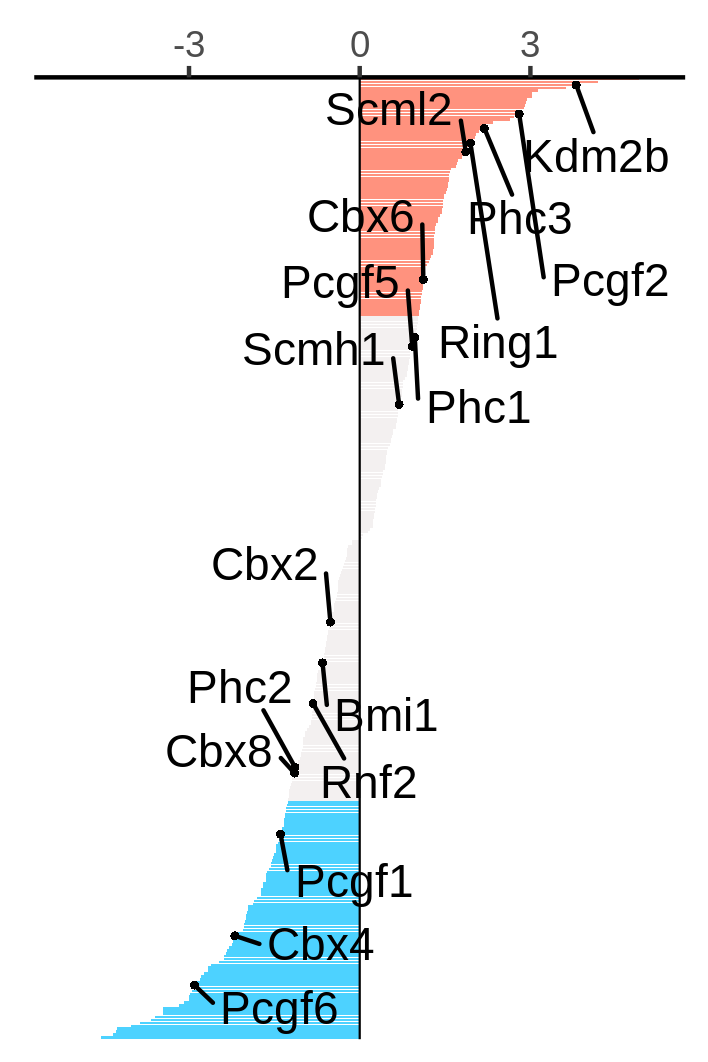 -3 0 3
Scml2
Kdm2b
Cbx6
Phc3
Pcgf5
Pcgf2
Scmh1
Ring1
Phc1
Cbx2
Phc2
Bmi1
Cbx8
Rnf2
Pcgf1
Cbx4
Pcgf6